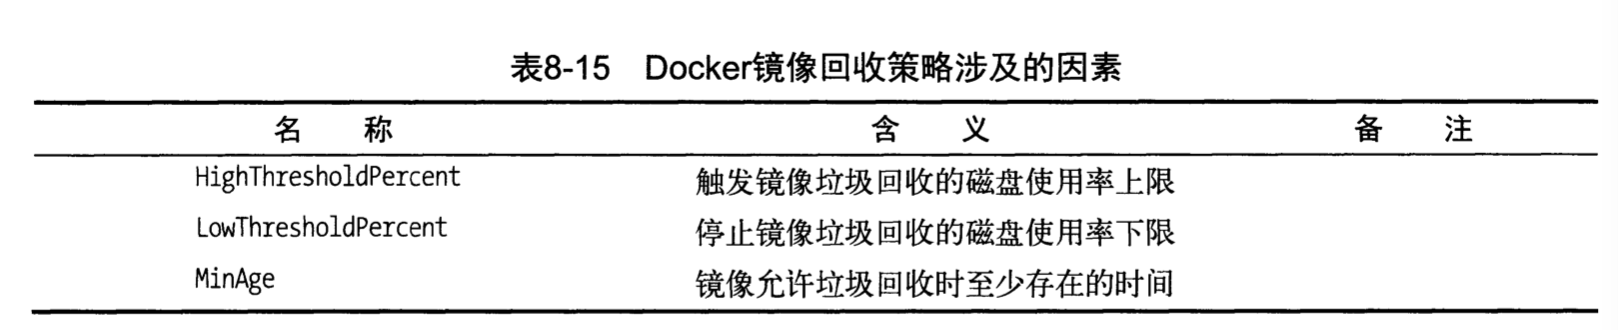 表8-15 Docker镜像回收策略涉及的因素
名 称 含 义 备 注
HighThresholdPercent 触发镜像垃圾回收的磁盘使用率上限
LowThresholdPercent 停止镜像垃圾回收的磁盘使用率下限
MinAge 镜像允许垃圾回收时至少存在的时间